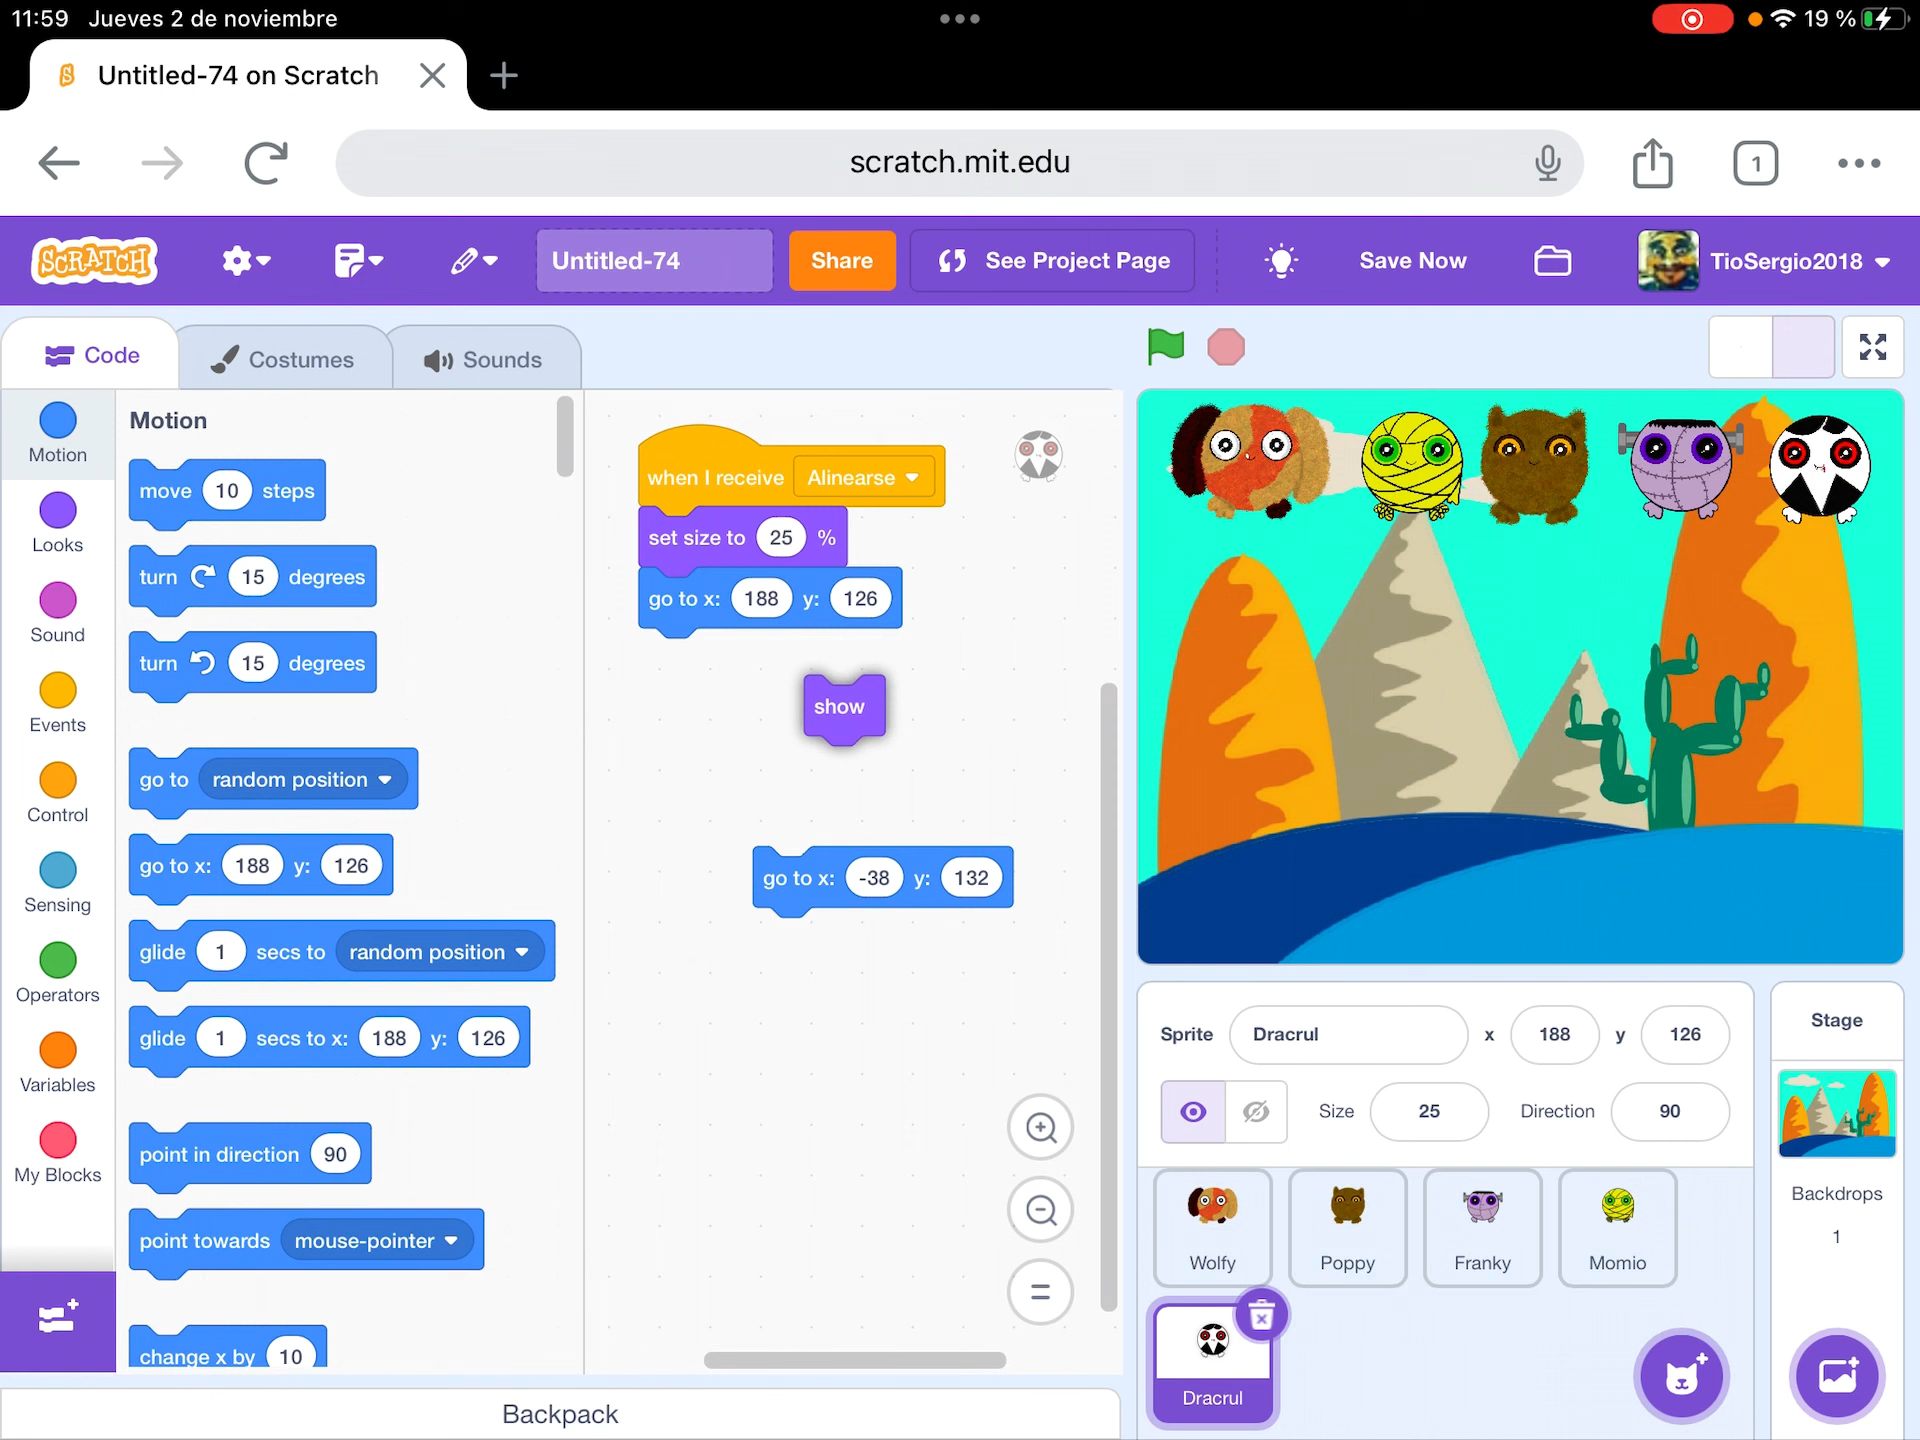 11:59 Jueves 2 de noviembre
19 %
Untitled-74 on Scratch
scratch.mit.edu
1
SCRATCH
Untitled-74
Share
See Project Page
Save Now
TioSergio2018
Code
Costumes
Sounds
Motion
Looks
Sound
Events
Control
Sensing
Operators
Variables
My Blocks
Motion
move 10 steps
turn 15 degrees
turn 15 degrees
go to random position
go to x: 188 y: 126
glide 1 secs to random position
glide 1 secs to x: 188 y: 126
point in direction 90
point towards mouse-pointer
change x by 10
when I receive Alinearse
set size to 25 %
go to x: 188 y: 126
show
go to x: -38 y: 132
Backpack
Sprite Dracrul x 188 y 126
Size 25 Direction 90
Wolfy
Poppy
Franky
Momio
Dracrul
Stage
Backdrops
1